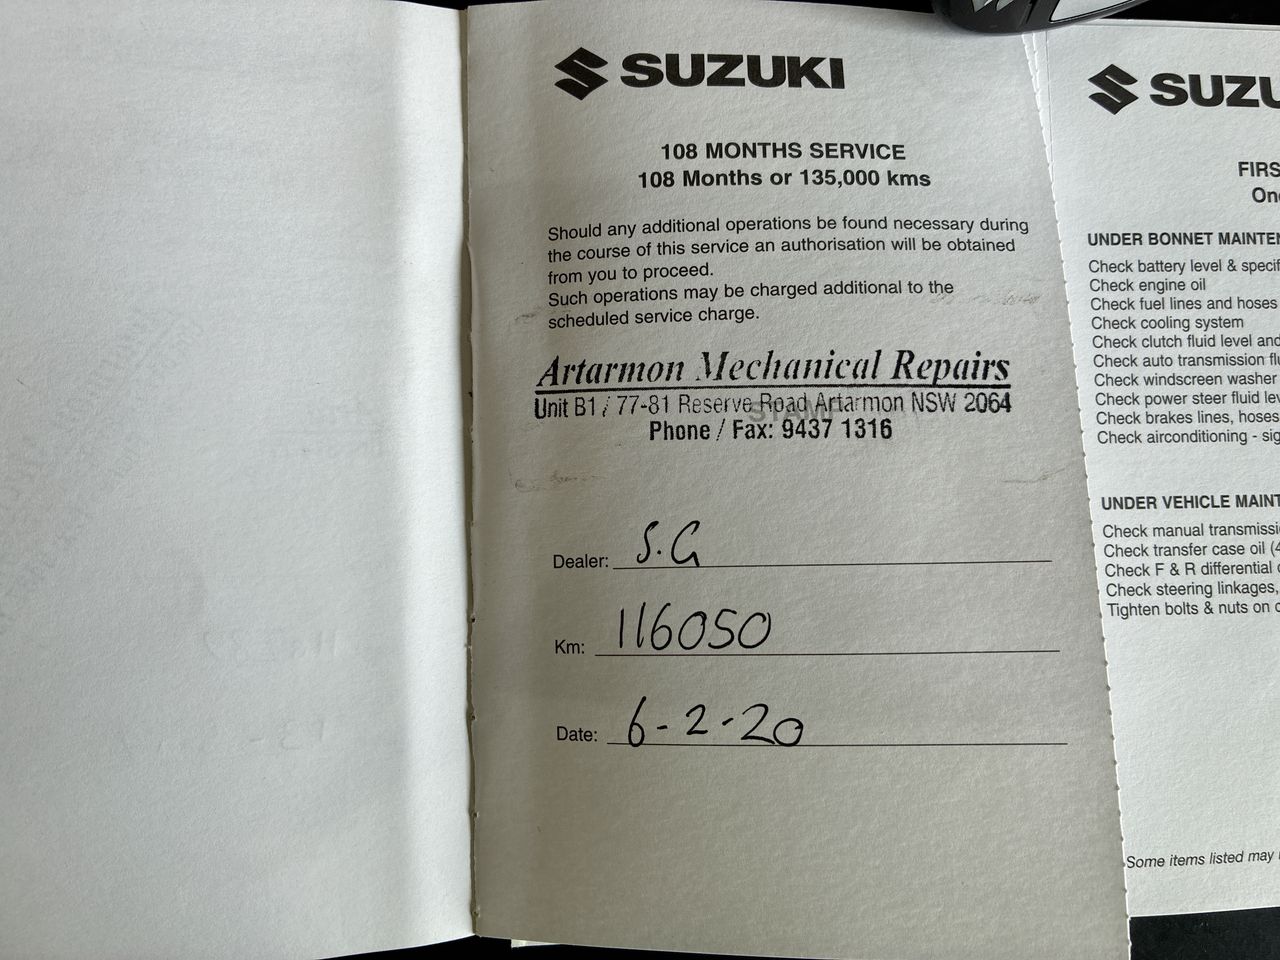 SUZUKI
108 MONTHS SERVICE
108 Months or 135,000 kms
Should any additional operations be found necessary during
the course of this service an authorisation will be obtained
from you to proceed.
Such operations may be charged additional to the
scheduled service charge.
Artarmon Mechanical Repairs
Unit B1 / 77-81 Reserve Road Artarmon NSW 2064
STAMP
Phone / Fax: 9437 1316
Dealer: S.G
Km: 116050
Date: 6-2-20
SUZU
FIRS
On
UNDER BONNET MAINTEN
Check battery level & specif
Check engine oil
Check fuel lines and hoses
Check cooling system
Check clutch fluid level and
Check auto transmission flu
Check windscreen washer
Check power steer fluid lev
Check brakes lines, hoses
Check airconditioning - sig
UNDER VEHICLE MAINT
Check manual transmissi
Check transfer case oil (4
Check F & R differential
Check steering linkages,
Tighten bolts & nuts on
Some items listed may